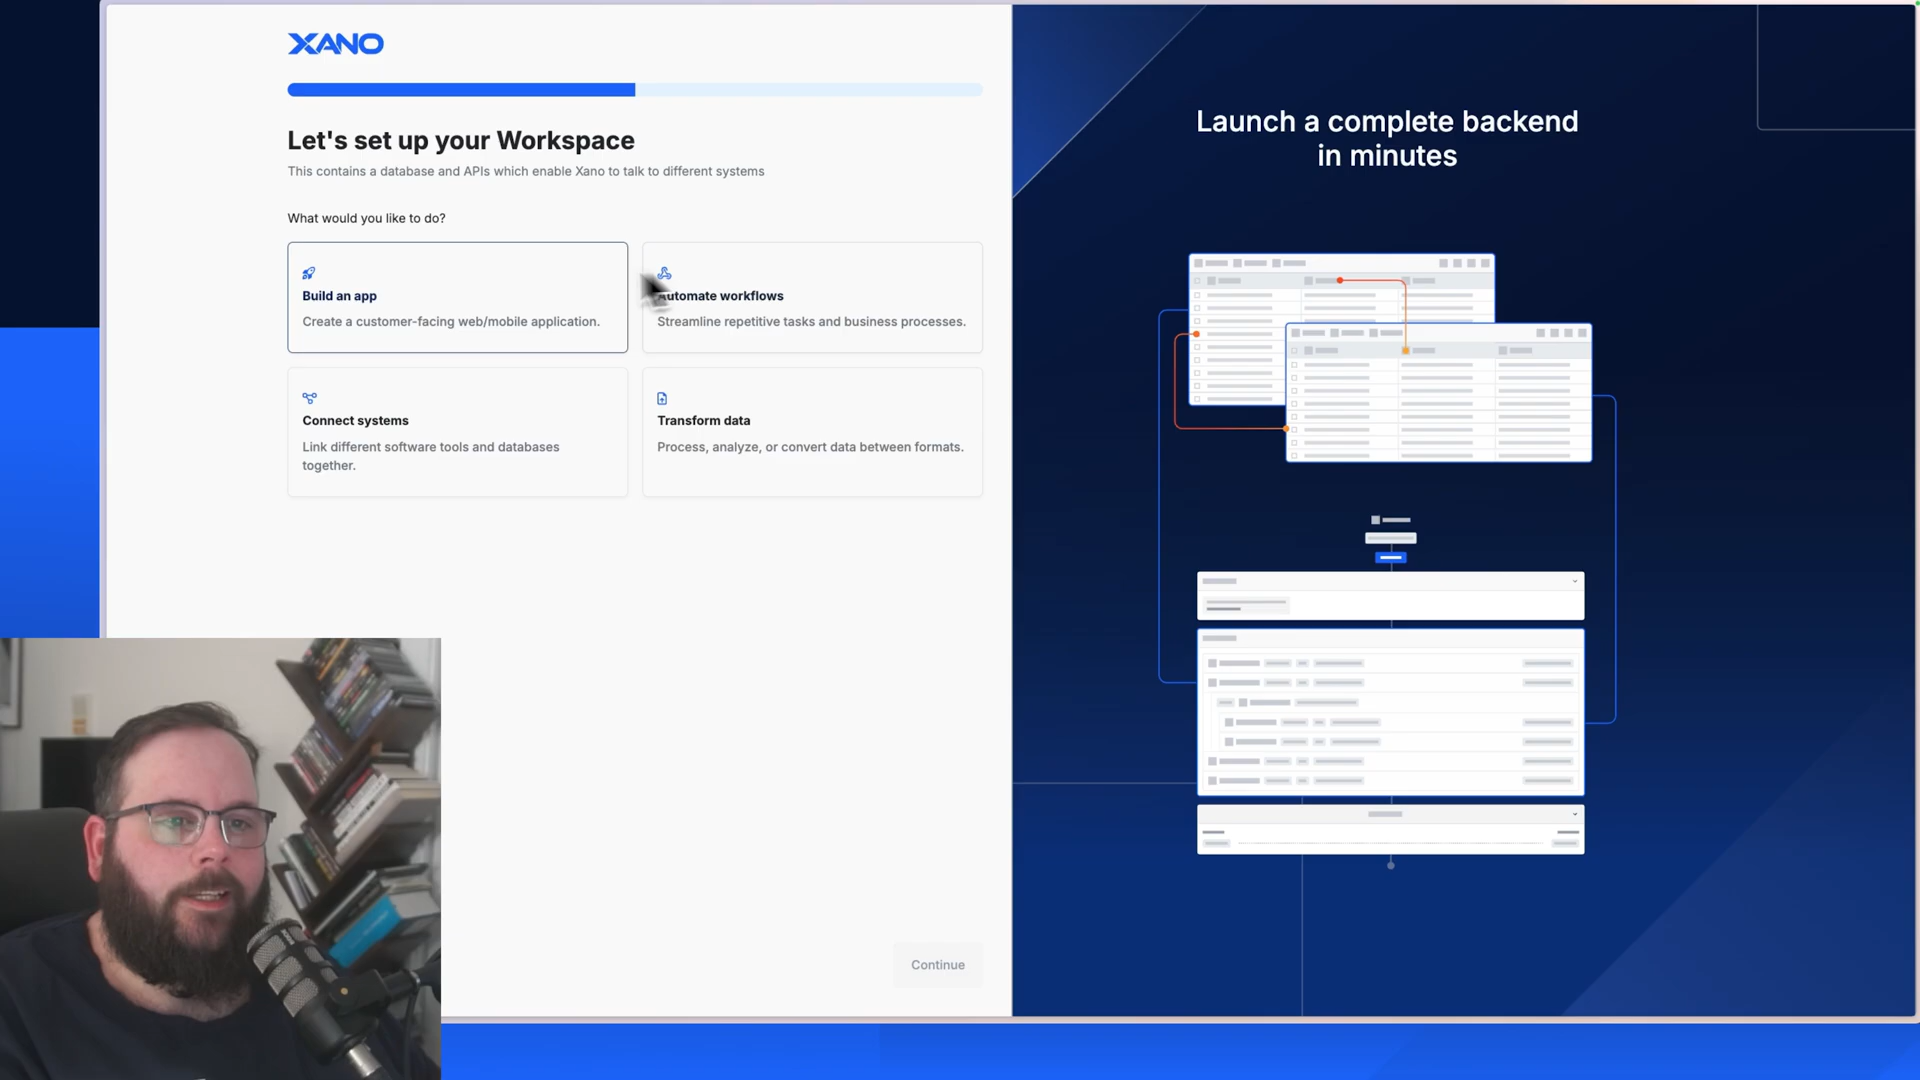 XANO
Let's set up your Workspace
This contains a database and APIs which enable Xano to talk to different systems
What would you like to do?
Build an app
Create a customer-facing web/mobile application.
Automate workflows
Streamline repetitive tasks and business processes.
Connect systems
Link different software tools and databases
together.
Transform data
Process, analyze, or convert data between formats.
Continue
Launch a complete backend
in minutes